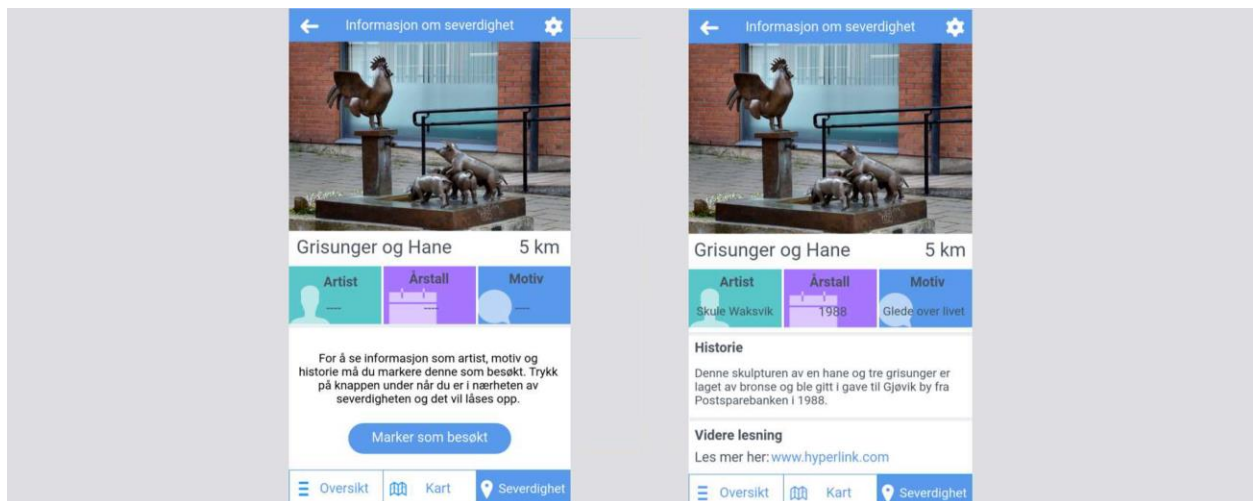 Informasjon om severdighet
Grisunger og Hane 5 km
Artist Årstall Motiv
---- ---- ----
For å se informasjon som artist, motiv og
historie må du markere denne som besøkt. Trykk
på knappen under når du er i nærheten av
severdigheten og det vil låses opp.
Marker som besøkt
Oversikt Kart Severdighet
Informasjon om severdighet
Grisunger og Hane 5 km
Artist Årstall Motiv
Skule Waksvik 1988 Glede over livet
Historie
Denne skulpturen av en hane og tre grisunger er
laget av bronse og ble gitt i gave til Gjøvik by fra
Postsparebanken i 1988.
Videre lesning
Les mer her: www.hyperlink.com
Oversikt Kart Severdighet